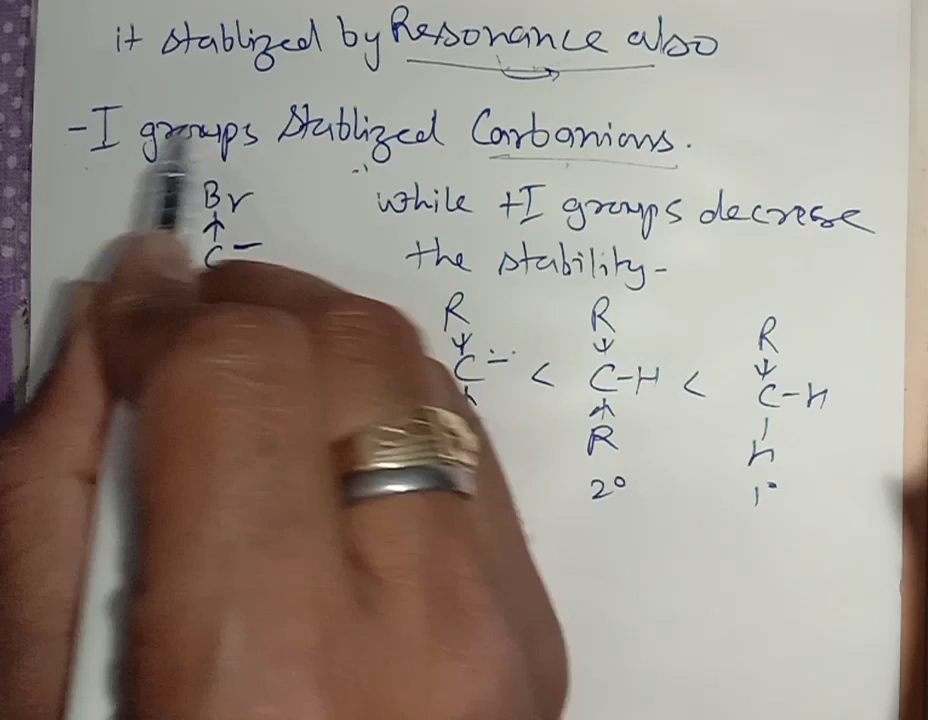 it stablized by Resonance also
-I groups stablized Carbanions.
Br
↑
C –
while +I groups decrese
the stability-
R R R
C – < C-H < C-H
R h
2° 1°